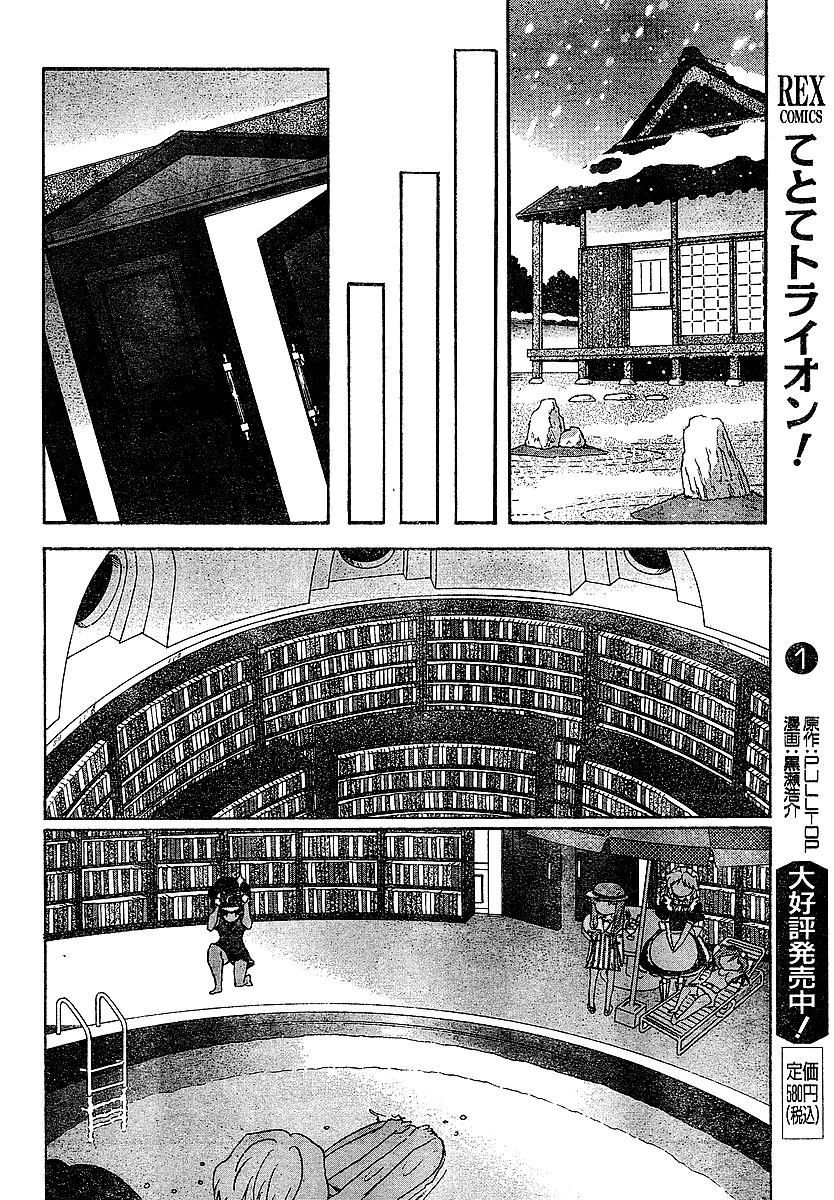 REX
COMICS
てとてトライオン!
1
原作:PULLTOP
漫画:黒瀬浩介
大好評発売中!
定価
580円
(税込)